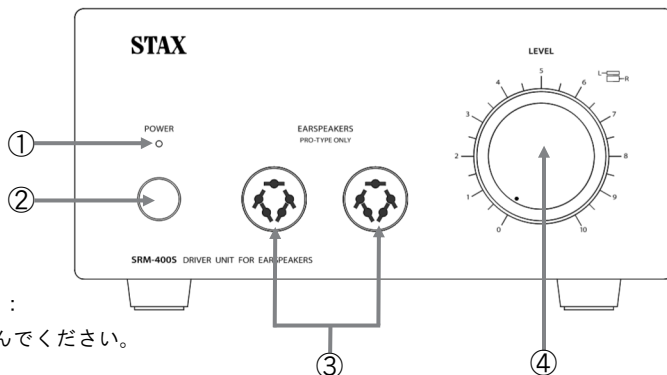 STAX
LEVEL
L R
0 1 2 3 4 5 6 7 8 9 10
POWER
EARSPEAKERS
PRO-TYPE ONLY
①
②
SRM-400S DRIVER UNIT FOR EARSPEAKERS
：
んでください。
③
④